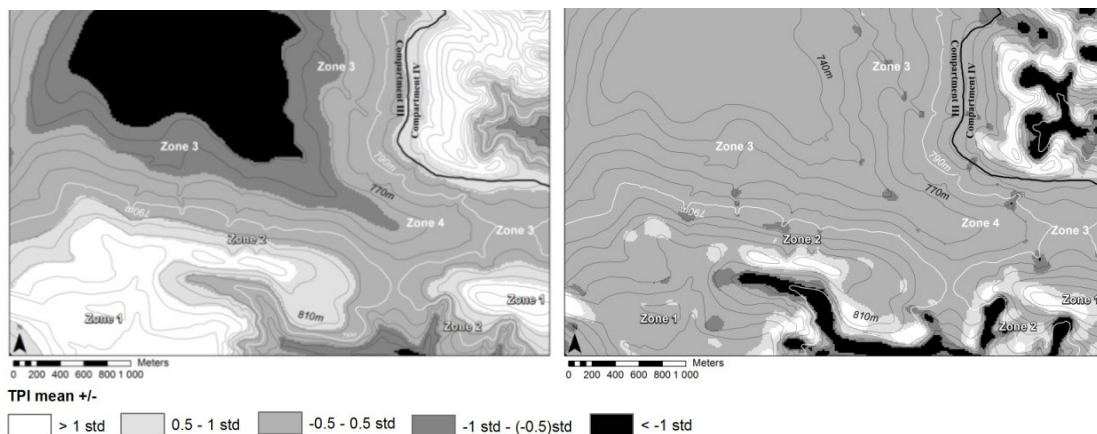 Zone 3
Compartment III
Compartment IV
Zone 3
790m
770m
790m
Zone 4
Zone 3
Zone 2
Zone 1
810m
Zone 1
Zone 2
N
Meters
0 200 400 600 800 1 000
740m
Zone 3
Compartment III
Compartment IV
Zone 3
790m
770m
790m
Zone 4
Zone 3
Zone 2
Zone 1
810m
Zone 1
Zone 2
N
Meters
0 200 400 600 800 1 000
TPI mean +/-
> 1 std 0.5 - 1 std -0.5 - 0.5 std -1 std - (-0.5)std < -1 std